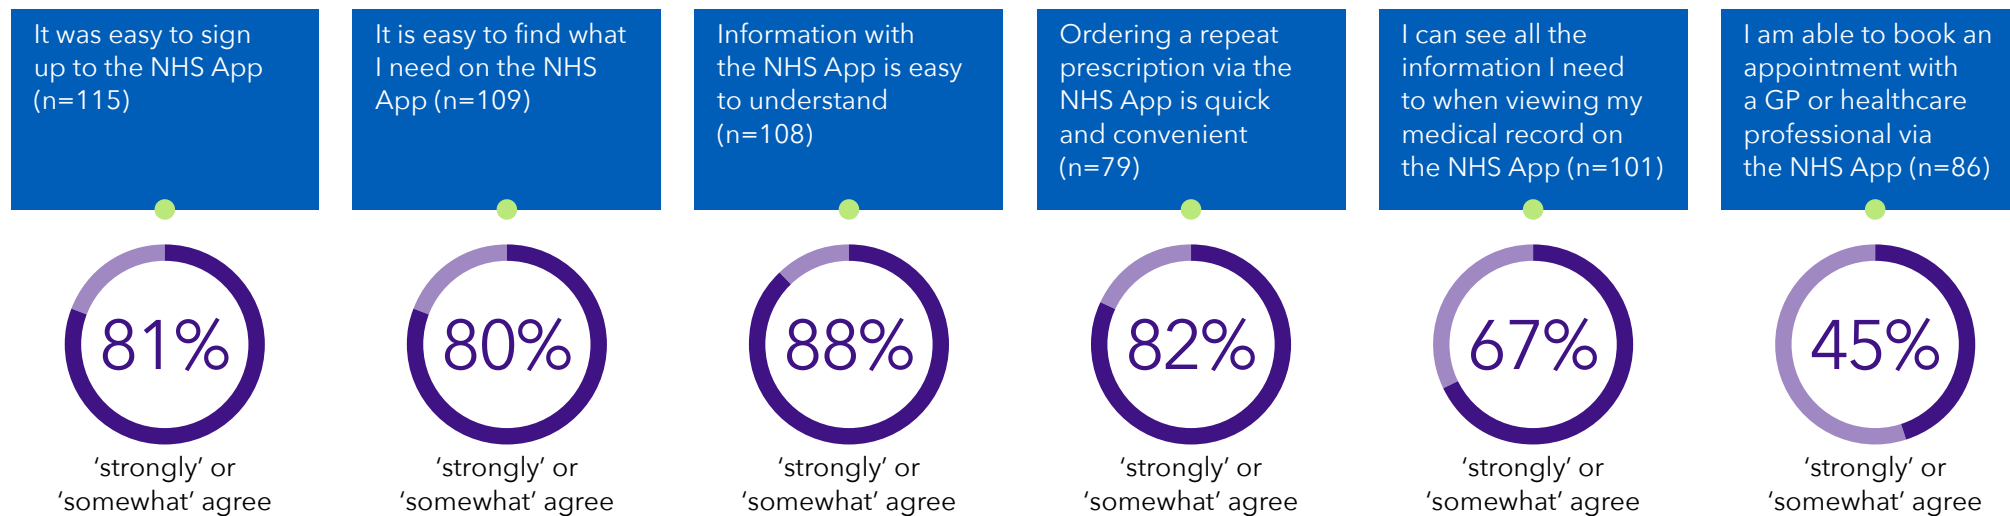 It was easy to sign
up to the NHS App
(n=115)
It is easy to find what
I need on the NHS
App (n=109)
Information with
the NHS App is easy
to understand
(n=108)
Ordering a repeat
prescription via the
NHS App is quick
and convenient
(n=79)
I can see all the
information I need
to when viewing my
medical record on
the NHS App (n=101)
I am able to book an
appointment with
a GP or healthcare
professional via
the NHS App (n=86)
81%
80%
88%
82%
67%
45%
‘strongly’ or
‘somewhat’ agree
‘strongly’ or
‘somewhat’ agree
‘strongly’ or
‘somewhat’ agree
‘strongly’ or
‘somewhat’ agree
‘strongly’ or
‘somewhat’ agree
‘strongly’ or
‘somewhat’ agree